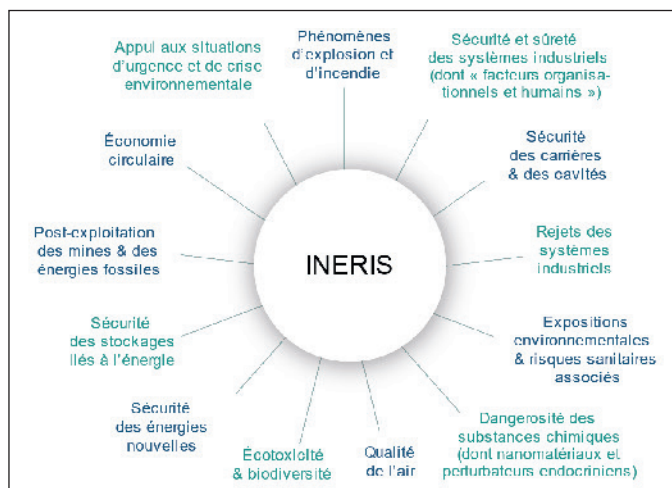 Appui aux situations
d'urgence et de crise
environnementale
Phénomènes
d'explosion et
d'incendie
Sécurité et sûreté
des systèmes industriels
(dont « facteurs organisa-
tionnels et humains »)
Économie
circulaire
Sécurité
des carrières
& des cavités
Post-exploitation
des mines & des
énergies fossiles
INERIS
Rejets des
systèmes
industriels
Sécurité
des stockages
liés à l'énergie
Expositions
environnementales
& risques sanitaires
associés
Sécurité
des énergies
nouvelles
Écotoxicité
& biodiversité
Qualité
de l'air
Dangerosité des
substances chimiques
(dont nanomatériaux et
perturbateurs endocriniens)